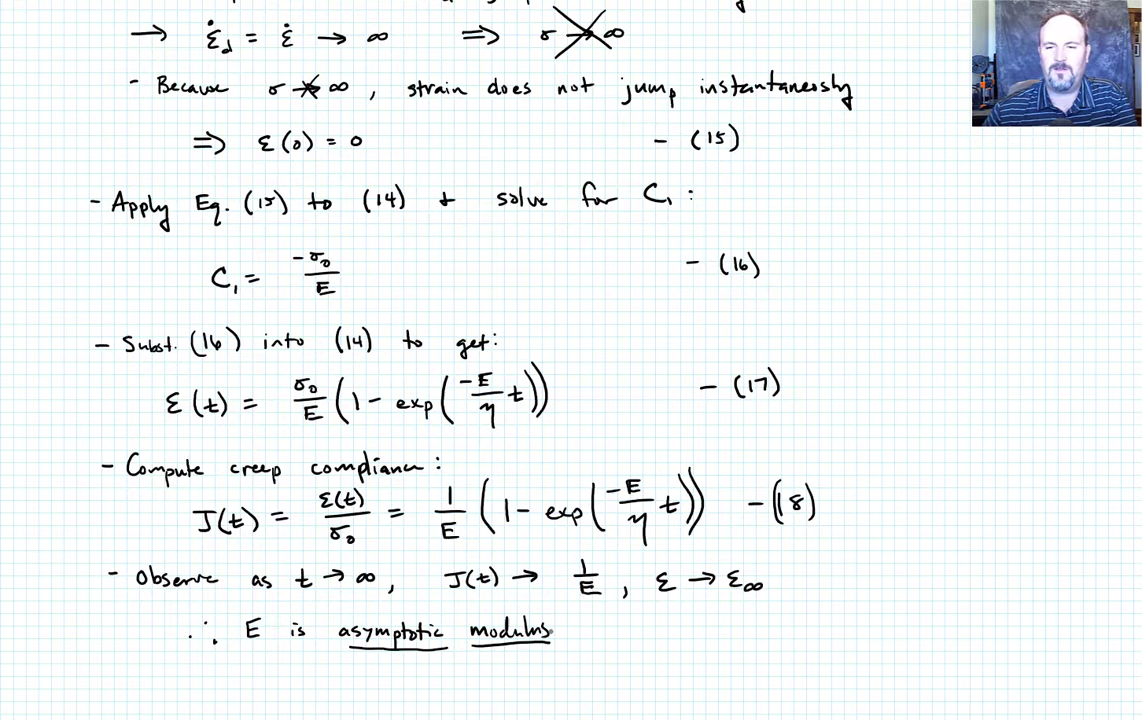 → ε̇_d = ε̇ → ∞ ⟹ σ ↛ ∞
- Because σ ↛ ∞, strain does not jump instantaneously
⟹ ε(0) = 0 - (15)
- Apply Eq. (15) to (14) + solve for C₁:
C₁ = -σ₀/E - (16)
- Subst. (16) into (14) to get:
ε(t) = σ₀/E (1 - exp(-E/η t)) - (17)
- Compute creep compliance:
J(t) = ε(t)/σ₀ = 1/E (1 - exp(-E/η t)) - (18)
- Observe as t → ∞, J(t) → 1/E, ε → ε∞
∴ E is asymptotic modulus